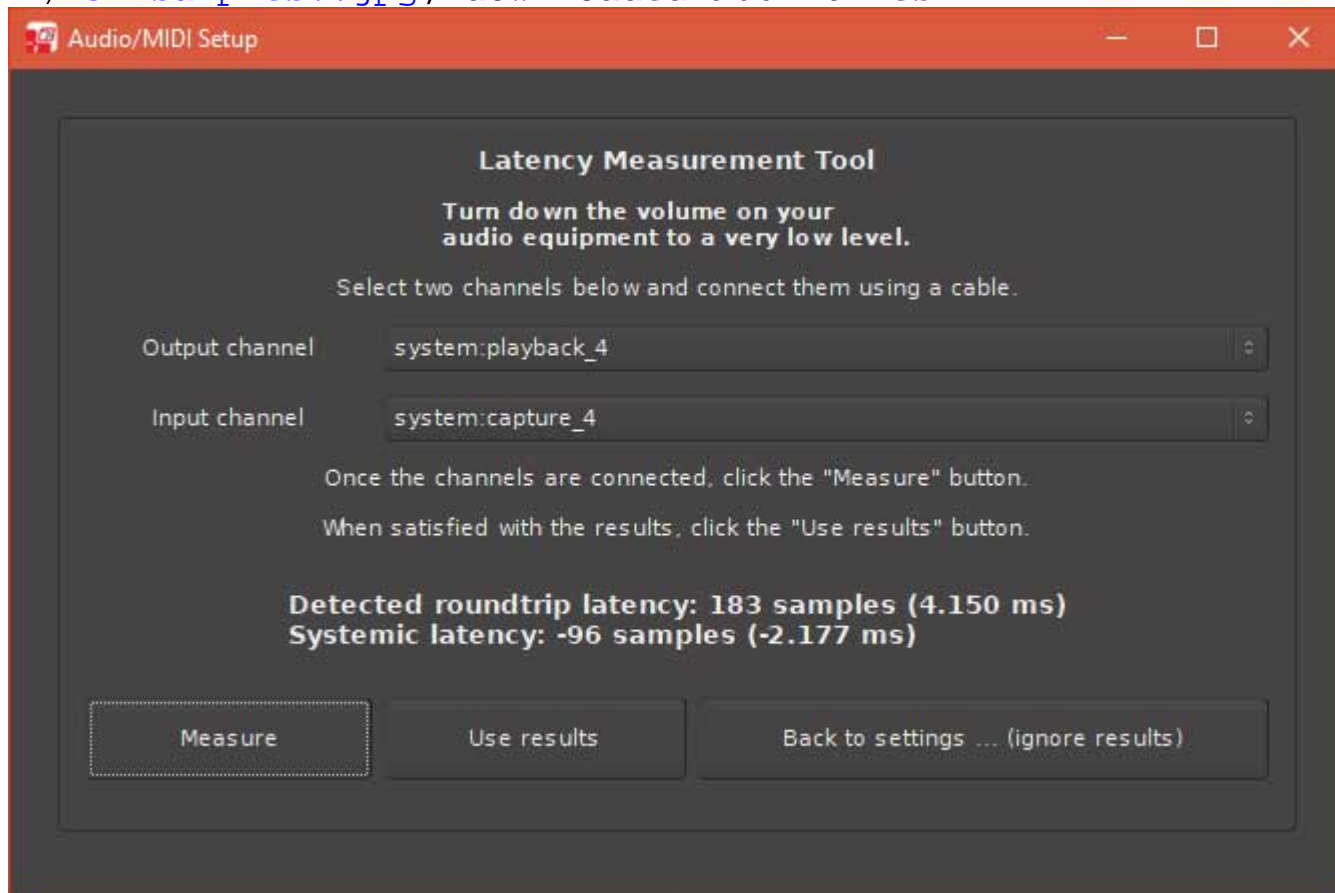 Audio/MIDI Setup
Latency Measurement Tool
Turn down the volume on your
audio equipment to a very low level.
Select two channels below and connect them using a cable.
Output channel system:playback_4
Input channel system:capture_4
Once the channels are connected, click the "Measure" button.
When satisfied with the results, click the "Use results" button.
Detected roundtrip latency: 183 samples (4.150 ms)
Systemic latency: -96 samples (-2.177 ms)
Measure Use results Back to settings ... (ignore results)